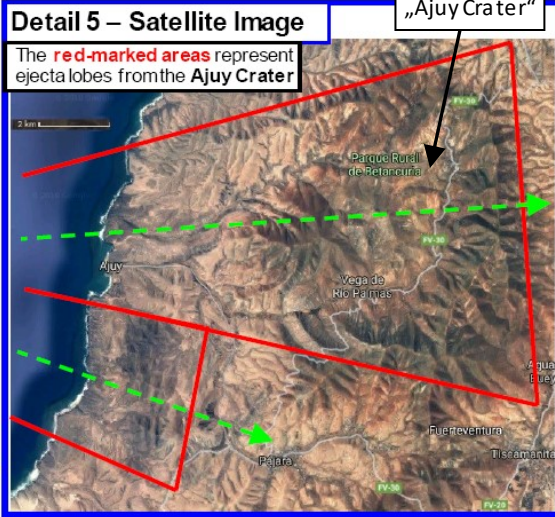 „Ajuy Crater“
Detail 5 – Satellite Image
The red-marked areas represent
ejecta lobes from the Ajuy Crater
2 km
FV-30
Parque Rural
de Betancuria
FV-30
Ajuy
Vega de
Río Palmas
Agua
Buey
Fuerteventura
Pájara
Tiscamanita
FV-30
FV-20